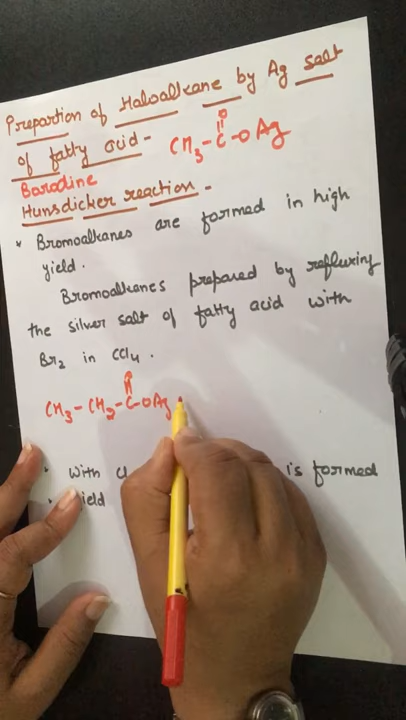 Prepartion of Haloalkane by Ag salt
of fatty acid - CH3-C-OAg
O
Borodine
Hunsdicker reaction -
* Bromoalkanes are formed in high
yield.
Bromoalkanes prepared by refluxing
the silver salt of fatty acid with
Br2 in CCl4.
O
CH3-CH2-C-OAg
with is formed
yield